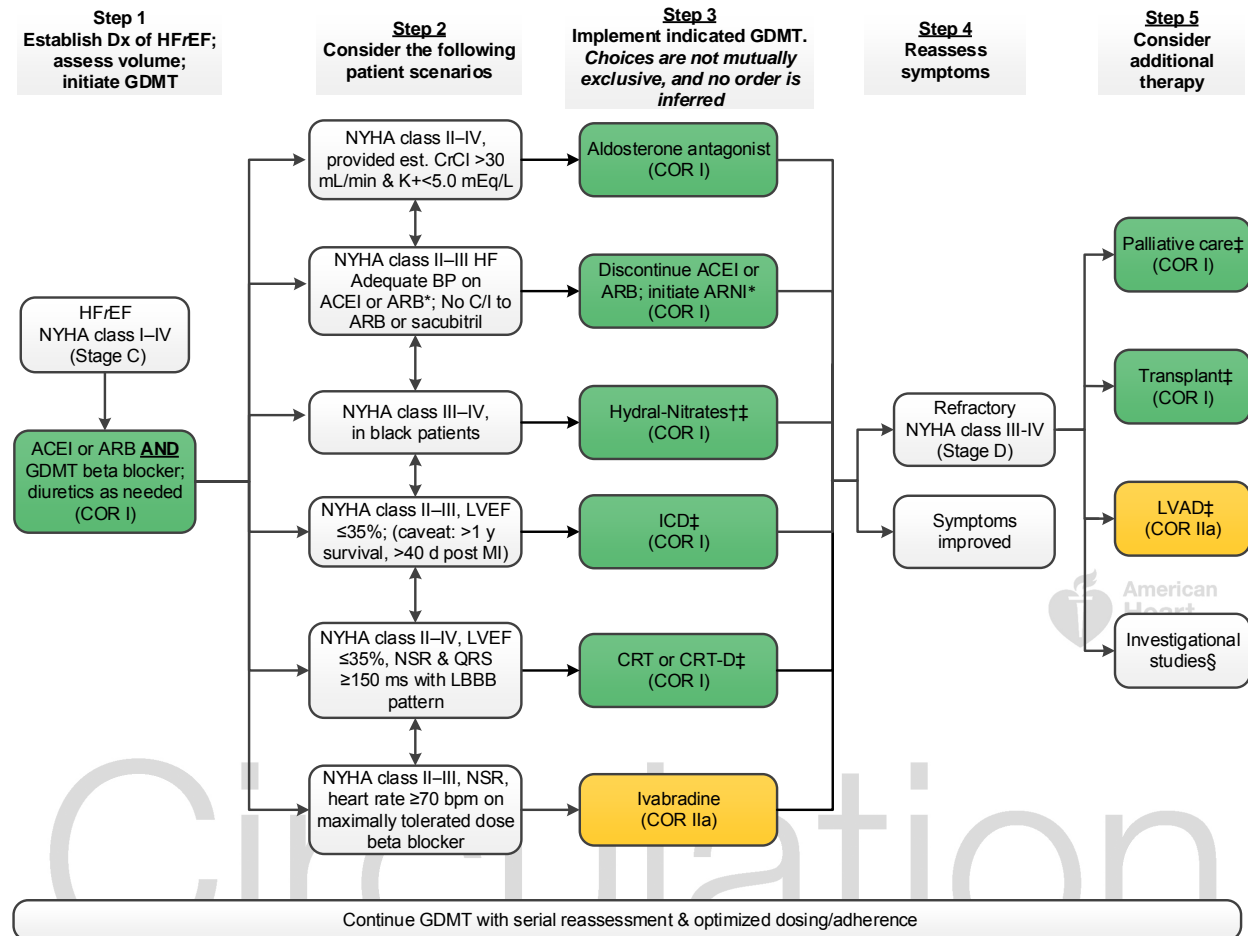 Step 1
Establish Dx of HFrEF;
assess volume;
initiate GDMT
Step 2
Consider the following
patient scenarios
Step 3
Implement indicated GDMT.
Choices are not mutually
exclusive, and no order is
inferred
Step 4
Reassess
symptoms
Step 5
Consider
additional
therapy
HFrEF
NYHA class I–IV
(Stage C)
ACEI or ARB AND
GDMT beta blocker;
diuretics as needed
(COR I)
NYHA class II–IV,
provided est. CrCl >30
mL/min & K+<5.0 mEq/L
NYHA class II–III HF
Adequate BP on
ACEI or ARB*; No C/I to
ARB or sacubitril
NYHA class III–IV,
in black patients
NYHA class II–III, LVEF
≤35%; (caveat: >1 y
survival, >40 d post MI)
NYHA class II–IV, LVEF
≤35%, NSR & QRS
≥150 ms with LBBB
pattern
NYHA class II–III, NSR,
heart rate ≥70 bpm on
maximally tolerated dose
beta blocker
Aldosterone antagonist
(COR I)
Discontinue ACEI or
ARB; initiate ARNI*
(COR I)
Hydral-Nitrates†‡
(COR I)
ICD‡
(COR I)
CRT or CRT-D‡
(COR I)
Ivabradine
(COR IIa)
Refractory
NYHA class III-IV
(Stage D)
Symptoms
improved
Palliative care‡
(COR I)
Transplant‡
(COR I)
LVAD‡
(COR IIa)
Investigational
studies§
American
Heart
Circulation
Continue GDMT with serial reassessment & optimized dosing/adherence